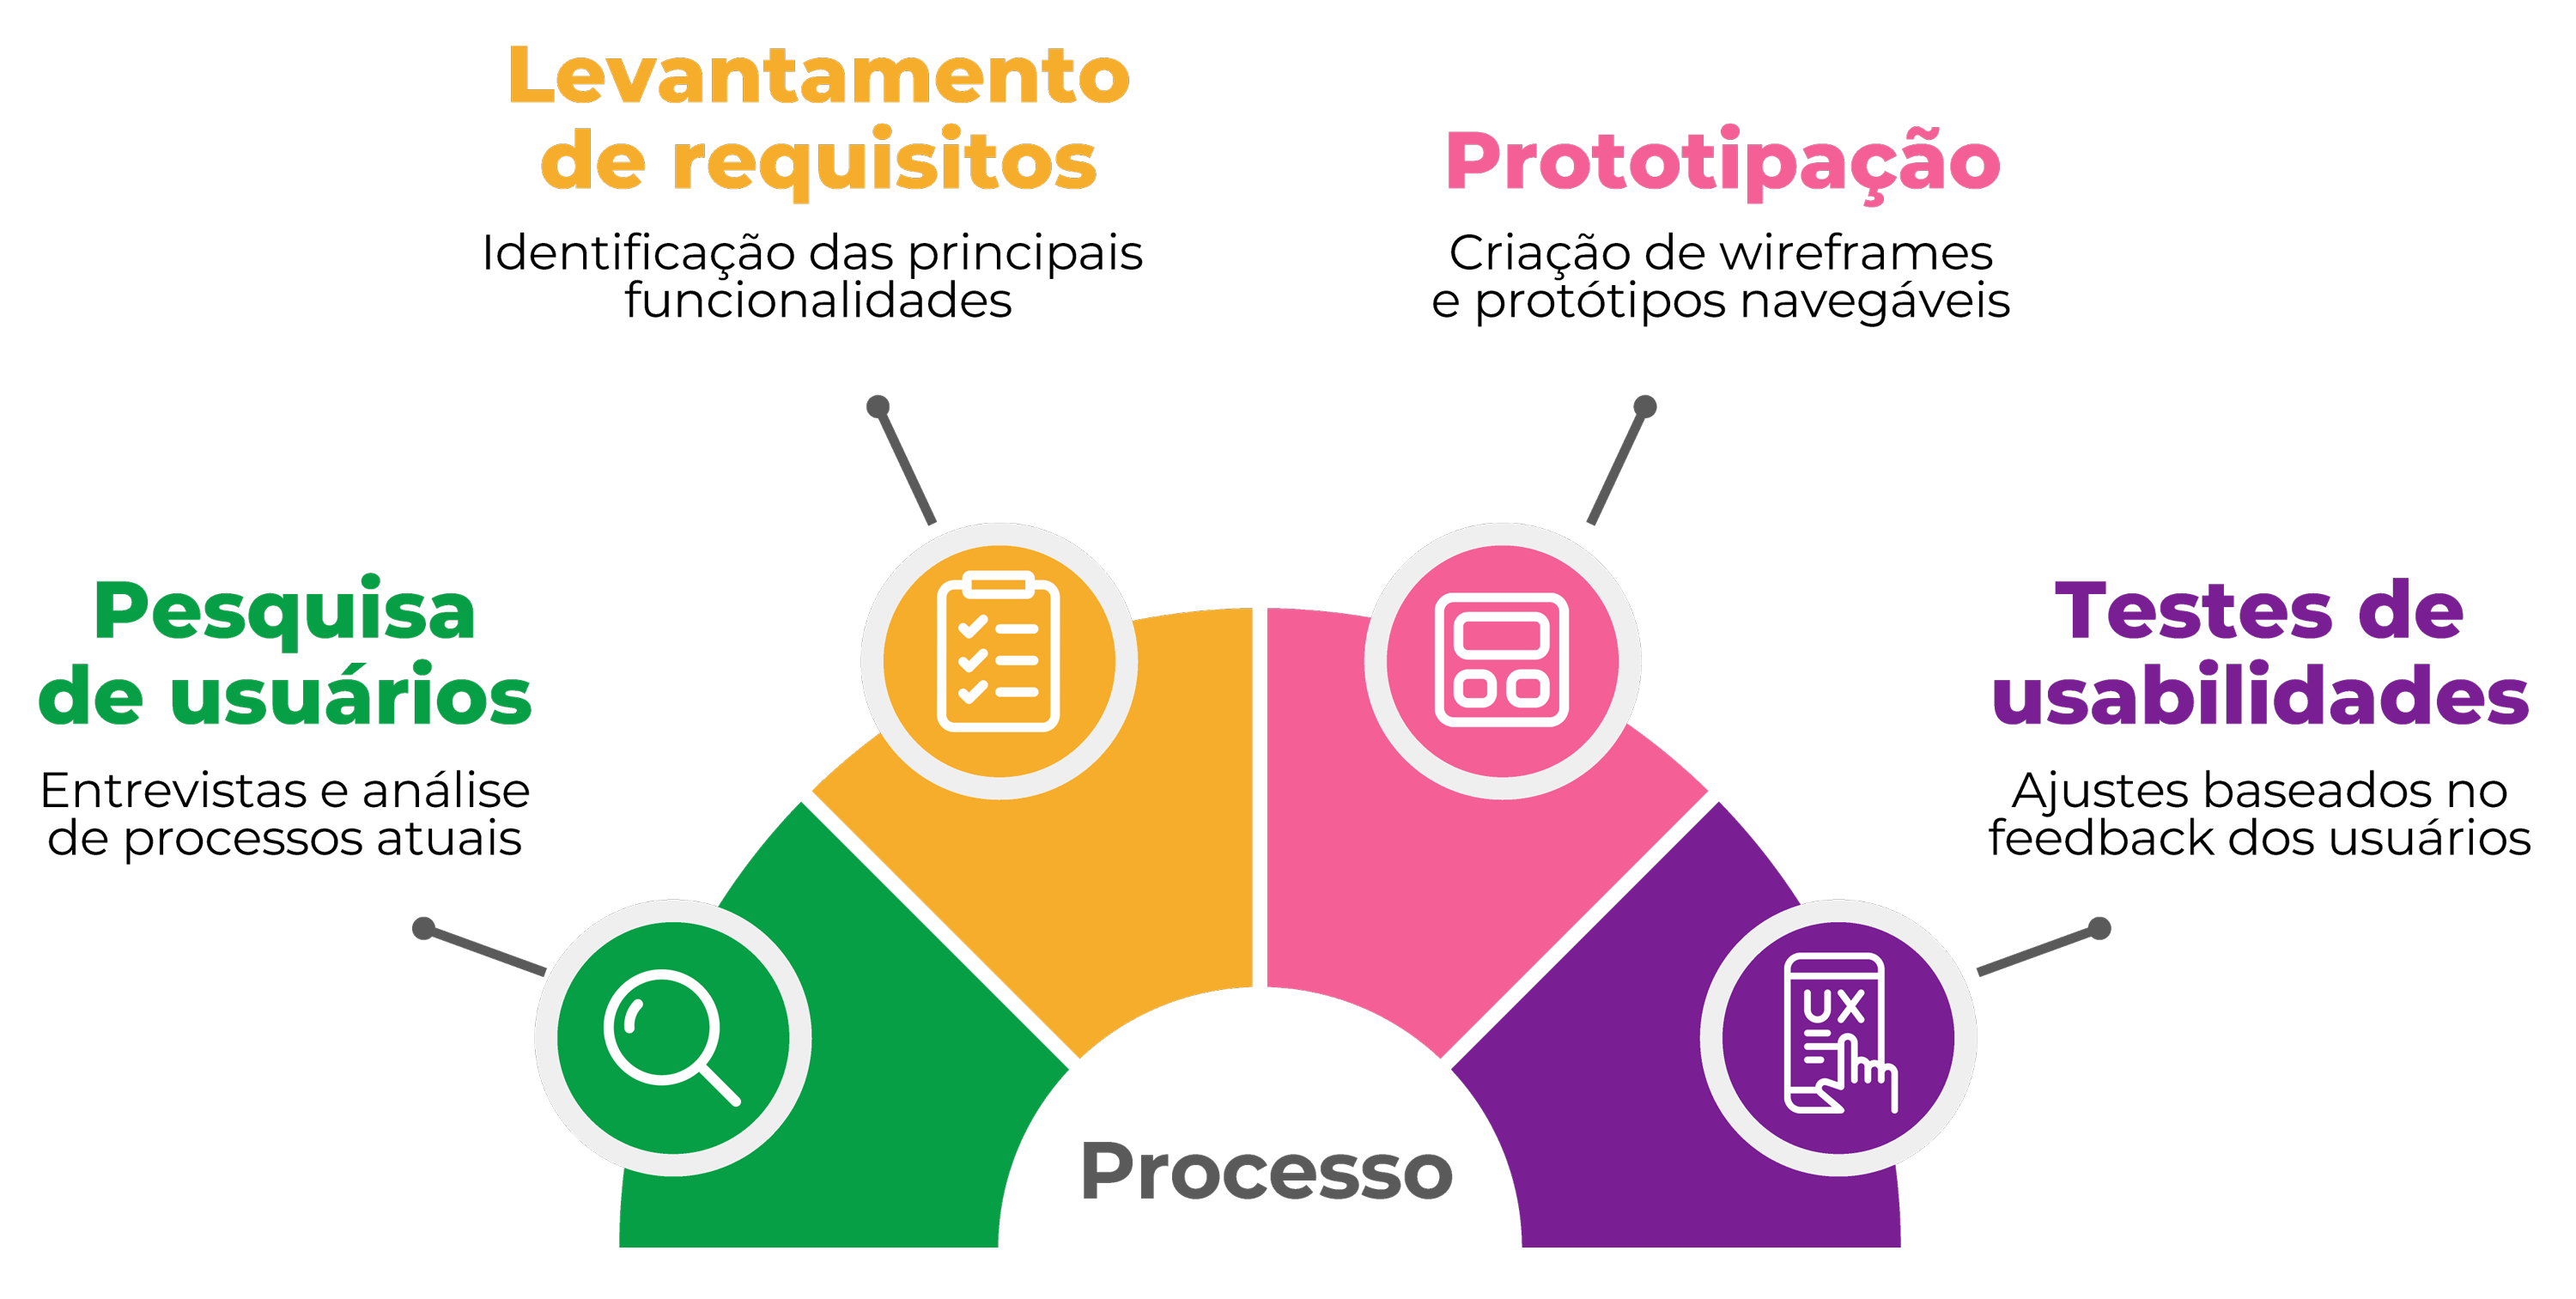 Pesquisa
de usuários
Entrevistas e análise
de processos atuais
Levantamento
de requisitos
Identificação das principais
funcionalidades
Prototipação
Criação de wireframes
e protótipos navegáveis
Testes de
usabilidades
Ajustes baseados no
feedback dos usuários
UX
Processo